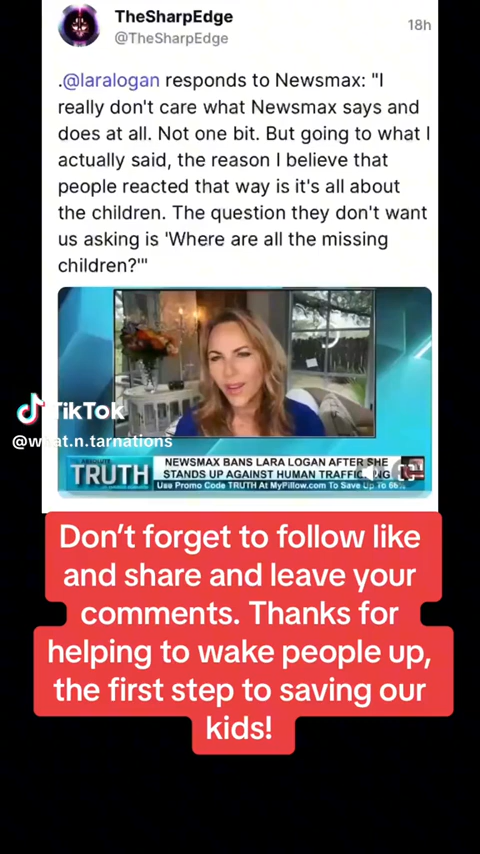 TheSharpEdge
@TheSharpEdge
18h
.@laralogan responds to Newsmax: "I
really don't care what Newsmax says and
does at all. Not one bit. But going to what I
actually said, the reason I believe that
people reacted that way is it's all about
the children. The question they don't want
us asking is 'Where are all the missing
children?'"
TikTok
@what.n.tarnations
TRUTH
NEWSMAX BANS LARA LOGAN AFTER SHE
STANDS UP AGAINST HUMAN TRAFFICKING
Use Promo Code TRUTH At MyPillow.com To Save Up To 66%
Don’t forget to follow like
and share and leave your
comments. Thanks for
helping to wake people up,
the first step to saving our
kids!